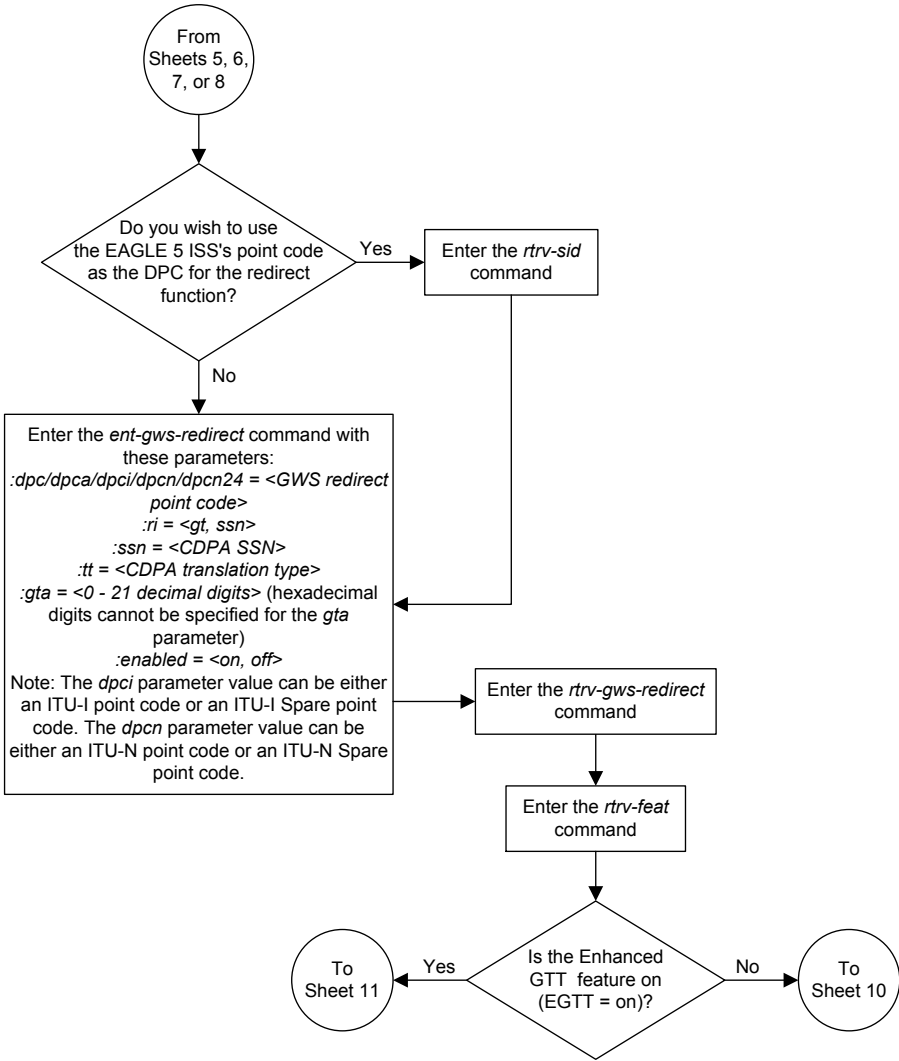 From
Sheets 5, 6,
7, or 8
Do you wish to use
the EAGLE 5 ISS's point code
as the DPC for the redirect
function?
Yes
Enter the rtrv-sid
command
No
Enter the ent-gws-redirect command with
these parameters:
:dpc/dpca/dpci/dpcn/dpcn24 = <GWS redirect
point code>
:ri = <gt, ssn>
:ssn = <CDPA SSN>
:tt = <CDPA translation type>
:gta = <0 - 21 decimal digits> (hexadecimal
digits cannot be specified for the gta
parameter)
:enabled = <on, off>
Note: The dpci parameter value can be either
an ITU-I point code or an ITU-I Spare point
code. The dpcn parameter value can be
either an ITU-N point code or an ITU-N Spare
point code.
Enter the rtrv-gws-redirect
command
Enter the rtrv-feat
command
Is the Enhanced
GTT feature on
(EGTT = on)?
Yes
To
Sheet 11
No
To
Sheet 10